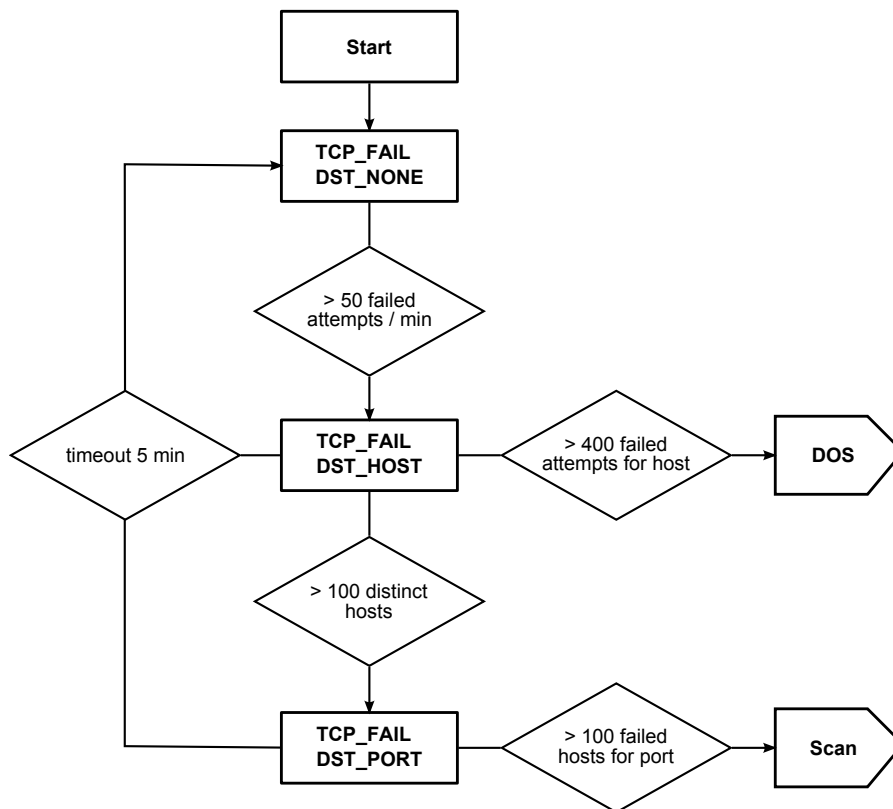 Start
TCP_FAIL
DST_NONE
> 50 failed
attempts / min
timeout 5 min
TCP_FAIL
DST_HOST
> 400 failed
attempts for host
DOS
> 100 distinct
hosts
TCP_FAIL
DST_PORT
> 100 failed
hosts for port
Scan